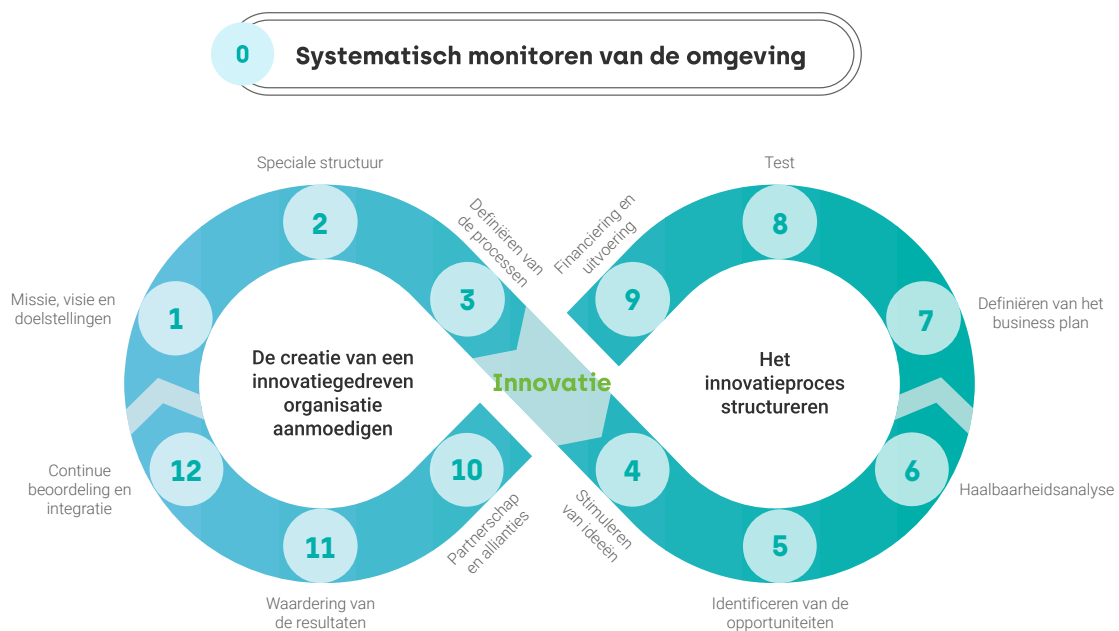 0
Systematisch monitoren van de omgeving
Missie, visie en
doelstellingen
1
Speciale structuur
2
Definiëren van
de processen
3
Innovatie
Stimuleren
van ideeën
4
Identificeren van de
opportuniteiten
5
Haalbaarheidsanalyse
6
Definiëren van het
business plan
7
Test
8
Financiering en
uitvoering
9
Partnerschap
en allianties
10
Waardering van
de resultaten
11
Continue
beoordeling en
integratie
12
De creatie van een
innovatiegedreven
organisatie
aanmoedigen
Het
innovatieproces
structureren